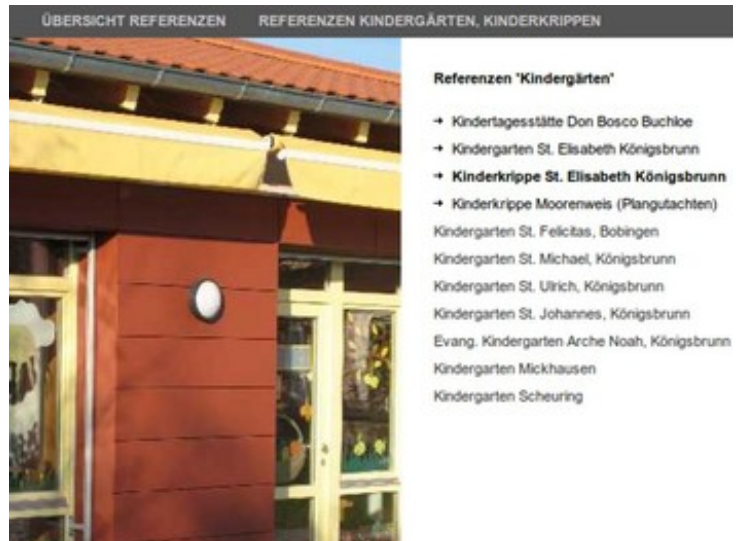 ÜBERSICHT REFERENZEN REFERENZEN KINDERGÄRTEN, KINDERKRIPPEN
Referenzen "Kindergärten"
➝ Kindertagesstätte Don Bosco Buchloe
➝ Kindergarten St. Elisabeth Königsbrunn
➝ Kinderkrippe St. Elisabeth Königsbrunn
➝ Kinderkrippe Moorenweis (Plangutachten)
Kindergarten St. Felicitas, Bobingen
Kindergarten St. Michael, Königsbrunn
Kindergarten St. Ulrich, Königsbrunn
Kindergarten St. Johannes, Königsbrunn
Evang. Kindergarten Arche Noah, Königsbrunn
Kindergarten Mickhausen
Kindergarten Scheuring